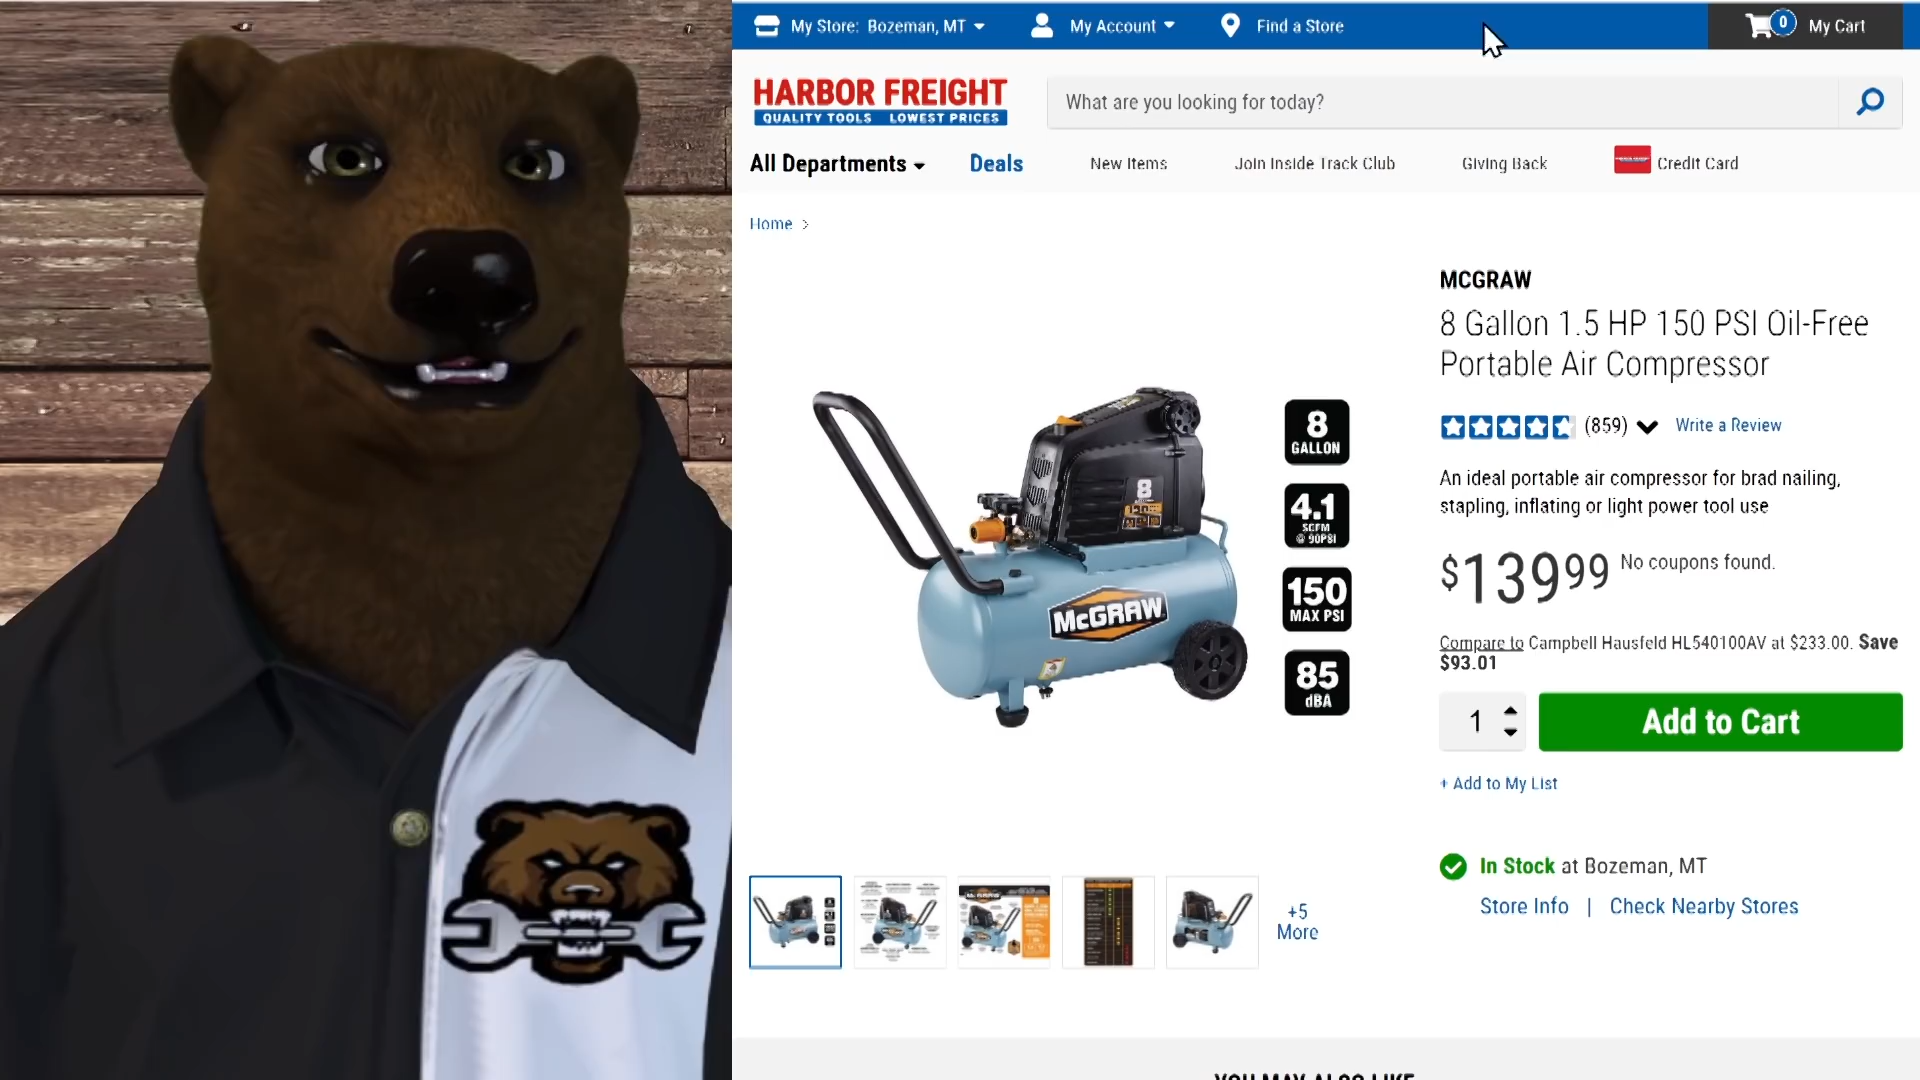 My Store: Bozeman, MT
My Account
Find a Store
0
My Cart
HARBOR FREIGHT
QUALITY TOOLS LOWEST PRICES
What are you looking for today?
All Departments
Deals
New Items
Join Inside Track Club
Giving Back
Credit Card
Home >
MCGRAW
8 Gallon 1.5 HP 150 PSI Oil-Free
Portable Air Compressor
(859)
Write a Review
An ideal portable air compressor for brad nailing,
stapling, inflating or light power tool use
$13999 No coupons found.
Compare to Campbell Hausfeld HL540100AV at $233.00. Save
$93.01
1
Add to Cart
+ Add to My List
In Stock at Bozeman, MT
Store Info | Check Nearby Stores
8
GALLON
4.1
SCFM
@ 90PSI
150
MAX PSI
85
dBA
8
McGRAW
+5
More
YOU MAY ALSO LIKE